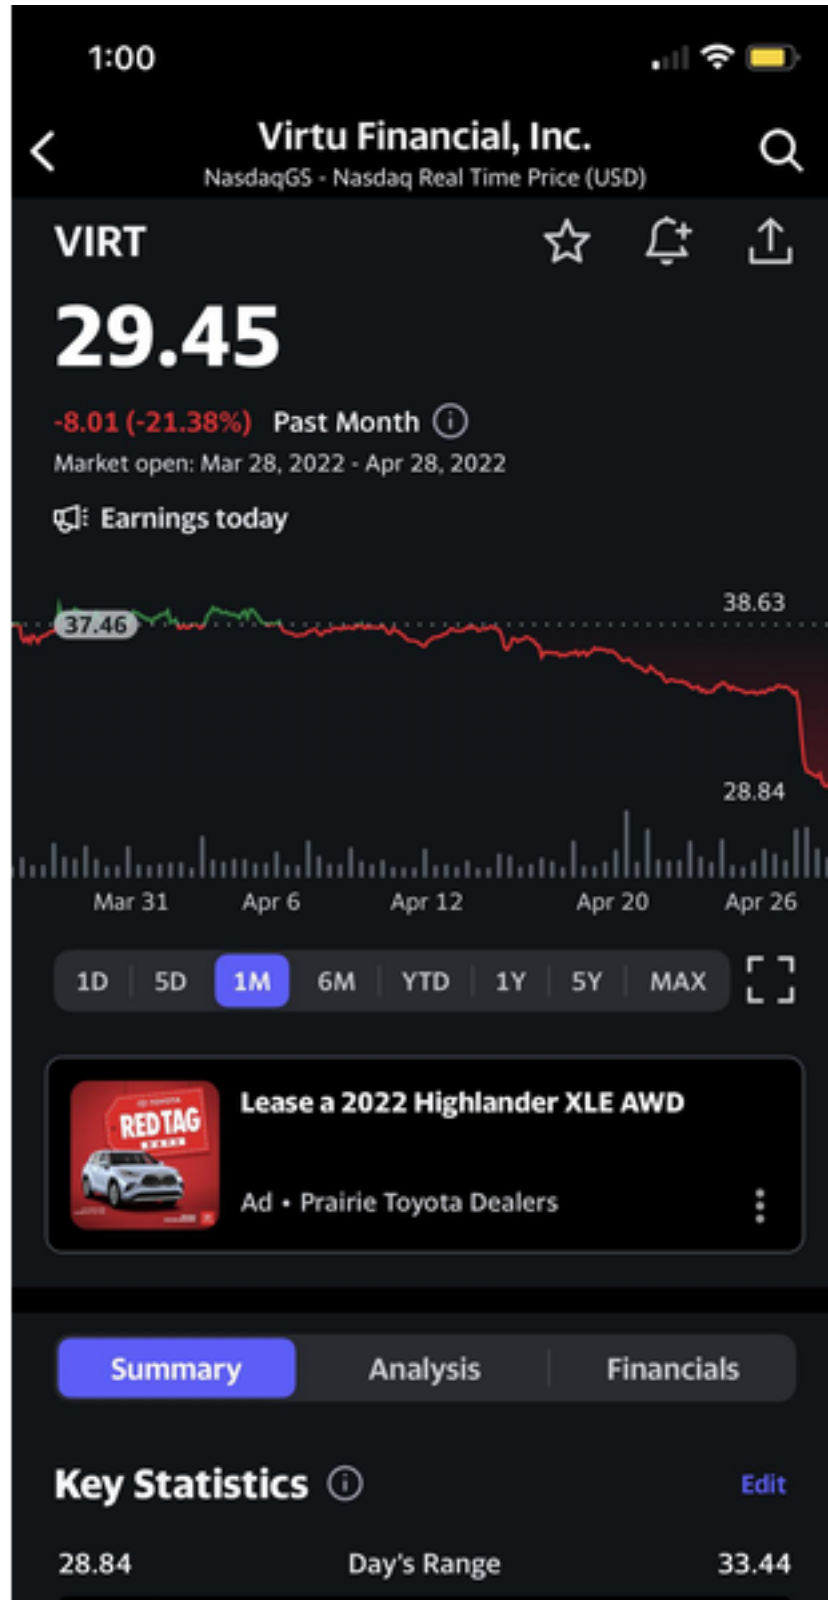 1:00
Virtu Financial, Inc.
NasdaqGS - Nasdaq Real Time Price (USD)
VIRT
29.45
-8.01 (-21.38%) Past Month
Market open: Mar 28, 2022 - Apr 28, 2022
Earnings today
38.63
37.46
28.84
Mar 31 Apr 6 Apr 12 Apr 20 Apr 26
1D 5D 1M 6M YTD 1Y 5Y MAX
TOYOTA
RED TAG
Lease a 2022 Highlander XLE AWD
Ad • Prairie Toyota Dealers
Summary Analysis Financials
Key Statistics Edit
28.84 Day's Range 33.44